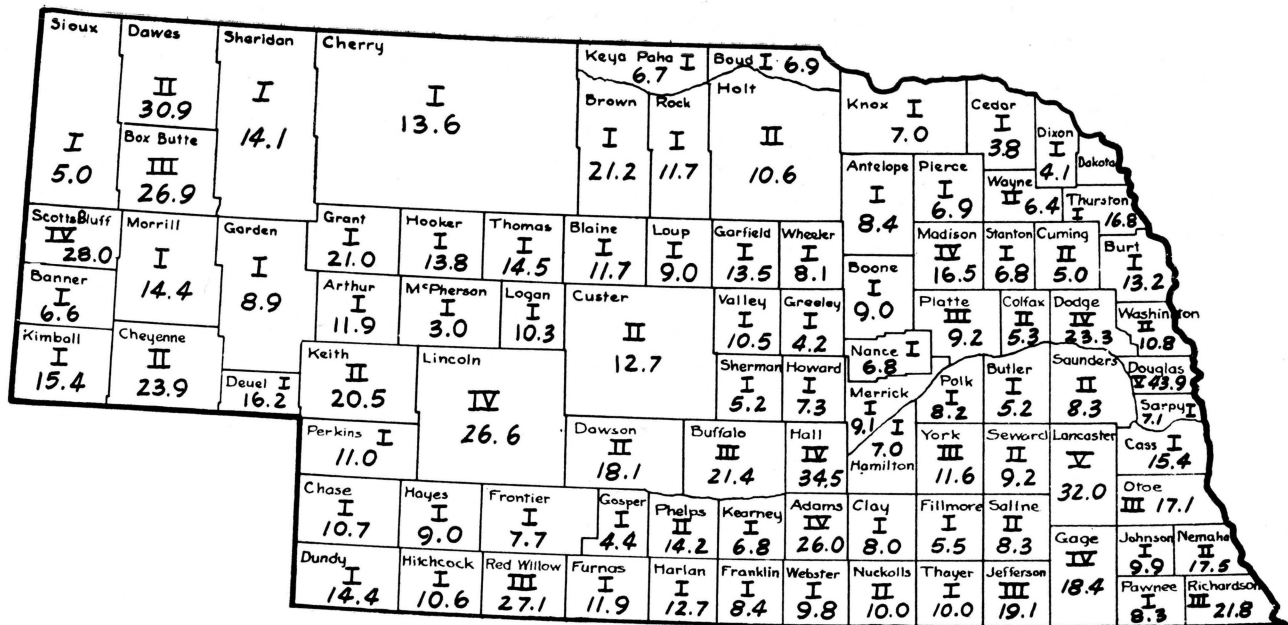 Sioux
I
5.0
Dawes
II
30.9
Box Butte
III
26.9
Sheridan
I
14.1
Cherry
I
13.6
Keya Paha I
6.7
Boyd I 6.9
Brown
I
21.2
Rock
I
11.7
Holt
II
10.6
Knox I
7.0
Cedar
I
3.8
Dixon
I
4.1
Dakota
Antelope
I
8.4
Pierce
I
6.9
Wayne
II 6.4
Thurston
I 16.8
Scotts Bluff
IV
28.0
Morrill
I
14.4
Garden
I
8.9
Grant
I
21.0
Hooker
I
13.8
Thomas
I
14.5
Blaine
I
11.7
Loup
I
9.0
Garfield
I
13.5
Wheeler
I
8.1
Madison
IV
16.5
Stanton
I
6.8
Cuming
II
5.0
Burt
I
13.2
Banner
I
6.6
Arthur
I
11.9
McPherson
I
3.0
Logan
I
10.3
Custer
II
12.7
Valley
I
10.5
Greeley
I
4.2
Boone
I
9.0
Platte
III
9.2
Colfax
II
5.3
Dodge
IV
23.3
Washington
II
10.8
Kimball
I
15.4
Cheyenne
II
23.9
Deuel I
16.2
Keith
II
20.5
Lincoln
IV
26.6
Sherman
I
5.2
Howard
I
7.3
Nance I
6.8
Merrick
I
9.1
Polk
I
8.2
Butler
I
5.2
Saunders
II
8.3
Douglas
V 43.9
Sarpy I
7.1
Perkins I
11.0
Dawson
II
18.1
Buffalo
III
21.4
Hall
IV
34.5
I
7.0
Hamilton
York
III
11.6
Seward
II
9.2
Lancaster
V
32.0
Cass I
15.4
Otoe
III 17.1
Chase
I
10.7
Hayes
I
9.0
Frontier
I
7.7
Gosper
I
4.4
Phelps
II
14.2
Kearney
I
6.8
Adams
IV
26.0
Clay
I
8.0
Fillmore
I
5.5
Saline
II
8.3
Gage
IV
18.4
Johnson
I
9.9
Nemaha
II
17.5
Dundy
I
14.4
Hitchcock
I
10.6
Red Willow
III
27.1
Furnas
I
11.9
Harlan
I
12.7
Franklin
I
8.4
Webster
I
9.8
Nuckolls
II
10.0
Thayer
I
10.0
Jefferson
III
19.1
Pawnee
I
8.3
Richardson
III 21.8